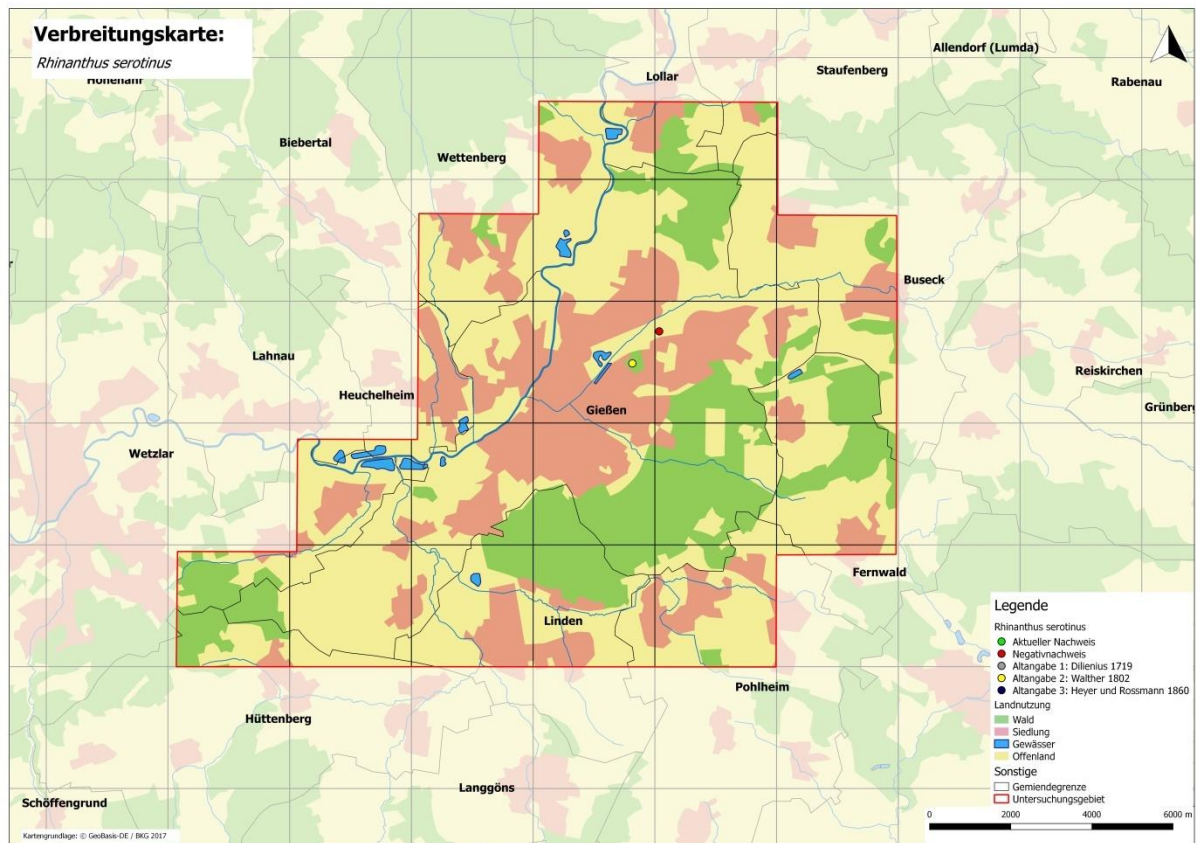 Verbreitungskarte:
Rhinanthus serotinus
Hohenahr
Allendorf (Lumda)
Lollar
Staufenberg
Rabenau
Biebertal
Wettenberg
Buseck
Lahnau
Heuchelheim
Reiskirchen
Gießen
Grünberg
Wetzlar
Fernwald
Linden
Pohlheim
Hüttenberg
Langgöns
Schöffengrund
Legende
Rhinanthus serotinus
Aktueller Nachweis
Negativnachweis
Altangabe 1: Dilienius 1719
Altangabe 2: Walther 1802
Altangabe 3: Heyer und Rossmann 1860
Landnutzung
Wald
Siedlung
Gewässer
Offenland
Sonstige
Gemiendegrenze
Untersuchungsgebiet
0 2000 4000 6000 m
Kartengrundlage: © GeoBasis-DE / BKG 2017